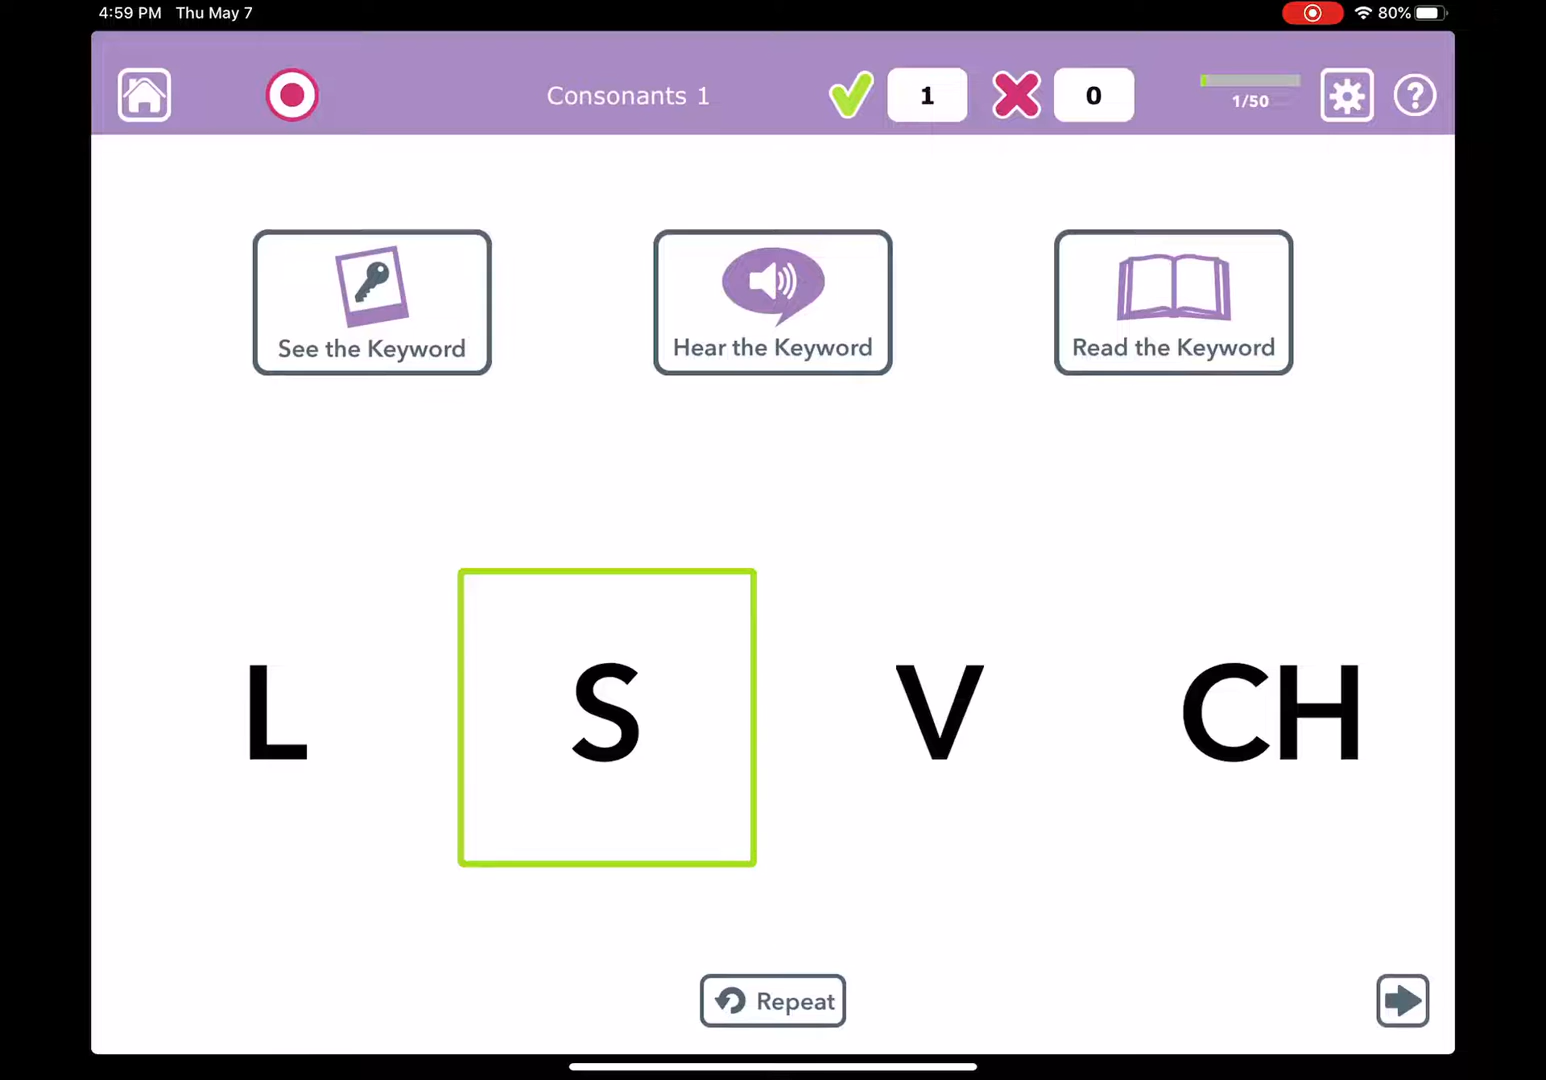 4:59 PM Thu May 7
80%
Consonants 1
1
0
1/50
?
See the Keyword
Hear the Keyword
Read the Keyword
L S V CH
Repeat